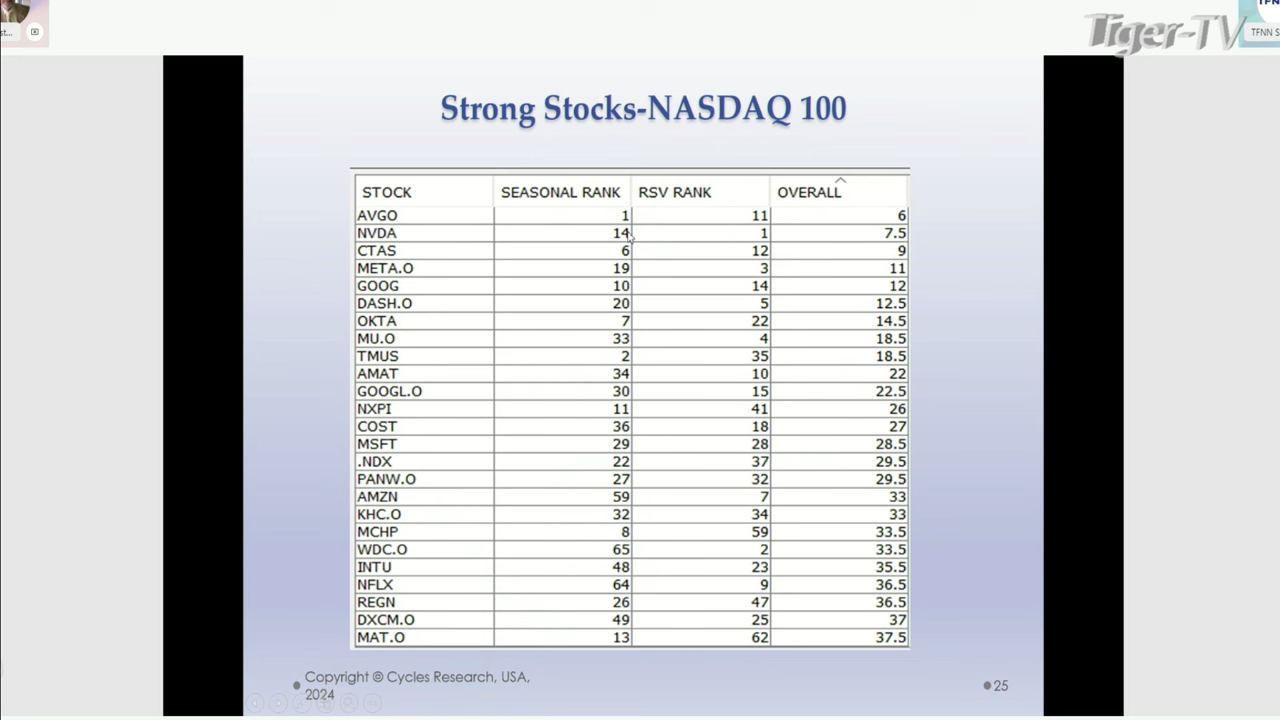 st...
Tiger-TV
TFNN S
Strong Stocks-NASDAQ 100
STOCK SEASONAL RANK RSV RANK OVERALL
AVGO 1 11 6
NVDA 14 1 7.5
CTAS 6 12 9
META.O 19 3 11
GOOG 10 14 12
DASH.O 20 5 12.5
OKTA 7 22 14.5
MU.O 33 4 18.5
TMUS 2 35 18.5
AMAT 34 10 22
GOOGL.O 30 15 22.5
NXPI 11 41 26
COST 36 18 27
MSFT 29 28 28.5
.NDX 22 37 29.5
PANW.O 27 32 29.5
AMZN 59 7 33
KHC.O 32 34 33
MCHP 8 59 33.5
WDC.O 65 2 33.5
INTU 48 23 35.5
NFLX 64 9 36.5
REGN 26 47 36.5
DXCM.O 49 25 37
MAT.O 13 62 37.5
Copyright © Cycles Research, USA,
2024
25